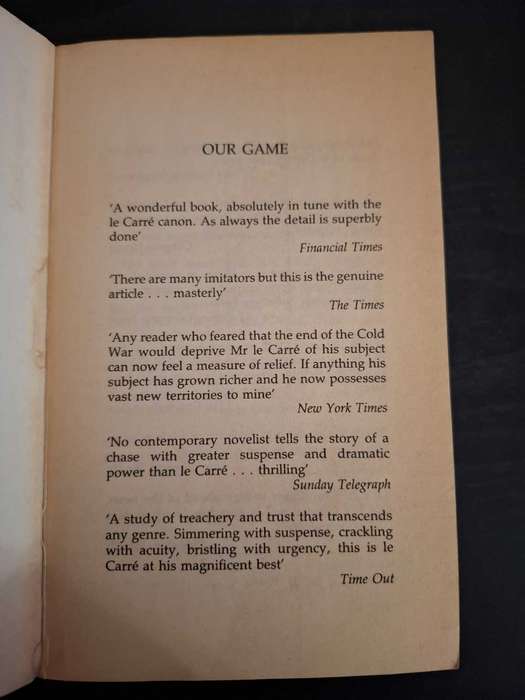 OUR GAME
‘A wonderful book, absolutely in tune with the
le Carré canon. As always the detail is superbly
done’
Financial Times
‘There are many imitators but this is the genuine
article . . . masterly’
The Times
‘Any reader who feared that the end of the Cold
War would deprive Mr le Carré of his subject
can now feel a measure of relief. If anything his
subject has grown richer and he now possesses
vast new territories to mine’
New York Times
‘No contemporary novelist tells the story of a
chase with greater suspense and dramatic
power than le Carré . . . thrilling’
Sunday Telegraph
‘A study of treachery and trust that transcends
any genre. Simmering with suspense, crackling
with acuity, bristling with urgency, this is le
Carré at his magnificent best’
Time Out